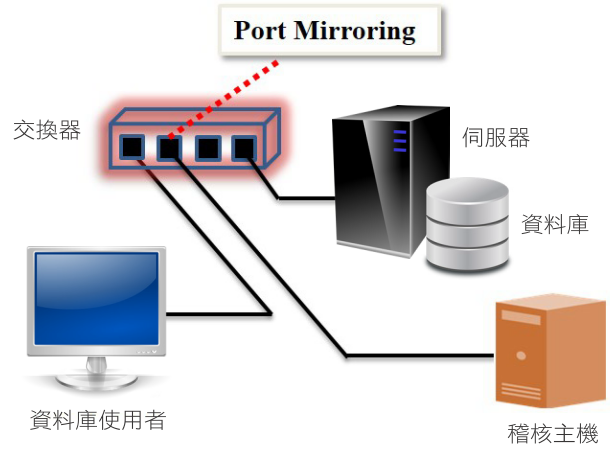 Port Mirroring
交換器
伺服器
資料庫
資料庫使用者
稽核主機